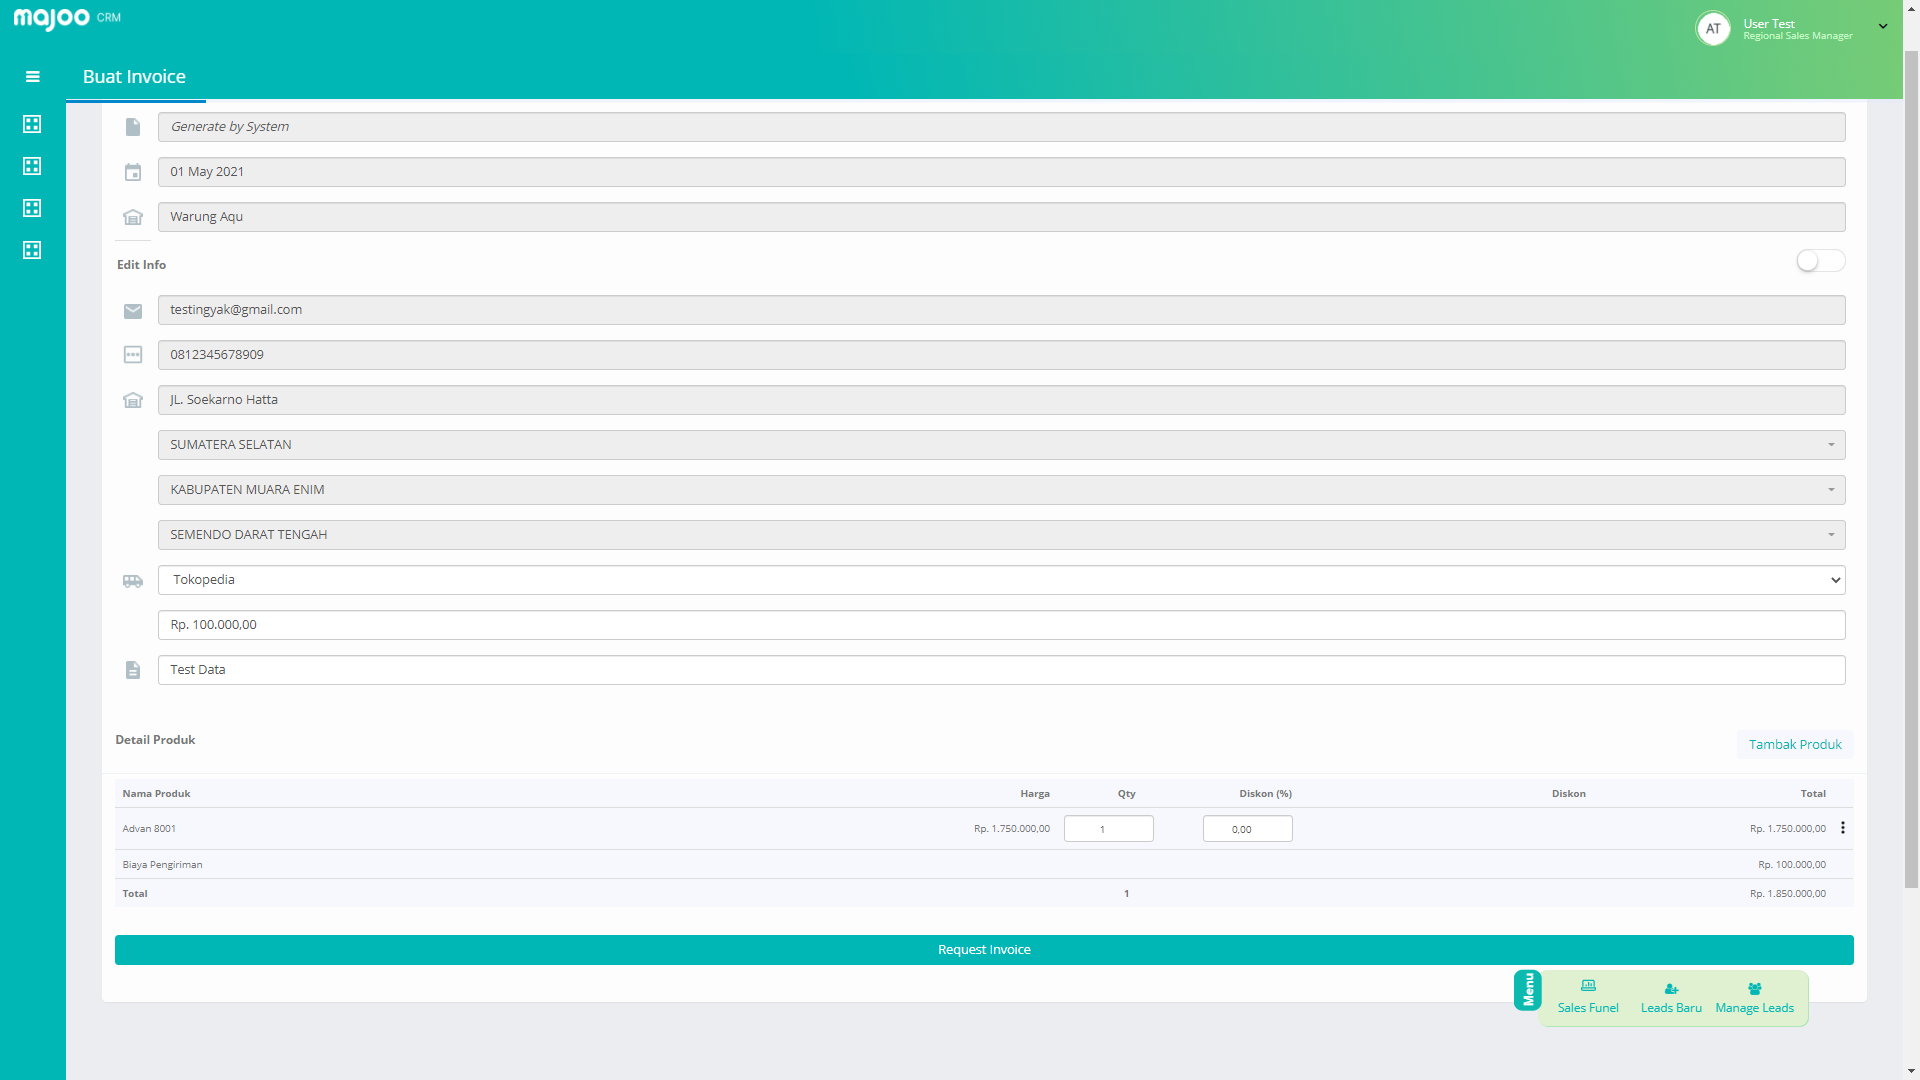 majoo CRM
AT
User Test
Regional Sales Manager
Buat Invoice
Generate by System
01 May 2021
Warung Aqu
Edit Info
testingyak@gmail.com
0812345678909
JL. Soekarno Hatta
SUMATERA SELATAN
KABUPATEN MUARA ENIM
SEMENDO DARAT TENGAH
Tokopedia
Rp. 100.000,00
Test Data
Detail Produk
Tambak Produk
Nama Produk Harga Qty Diskon (%) Diskon Total
Advan 8001 Rp. 1.750.000,00 1 0,00 Rp. 1.750.000,00
Biaya Pengiriman Rp. 100.000,00
Total 1 Rp. 1.850.000,00
Request Invoice
Menu
Sales Funel Leads Baru Manage Leads